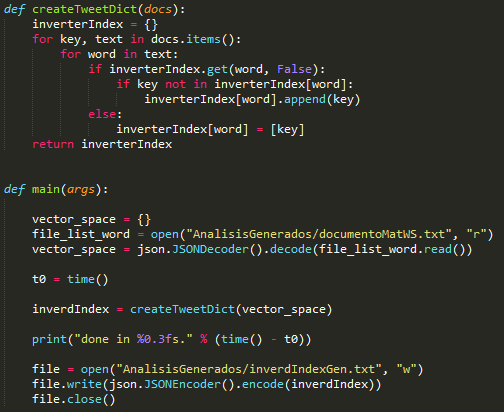 def createTweetDict(docs):
    inverterIndex = {}
    for key, text in docs.items():
        for word in text:
            if inverterIndex.get(word, False):
                if key not in inverterIndex[word]:
                    inverterIndex[word].append(key)
            else:
                inverterIndex[word] = [key]
    return inverterIndex
def main(args):
    vector_space = {}
    file_list_word = open("AnalisisGenerados/documentoMatWS.txt", "r")
    vector_space = json.JSONDecoder().decode(file_list_word.read())
    t0 = time()
    inverdIndex = createTweetDict(vector_space)
    print("done in %0.3fs." % (time() - t0))
    file = open("AnalisisGenerados/inverdIndexGen.txt", "w")
    file.write(json.JSONEncoder().encode(inverdIndex))
    file.close()